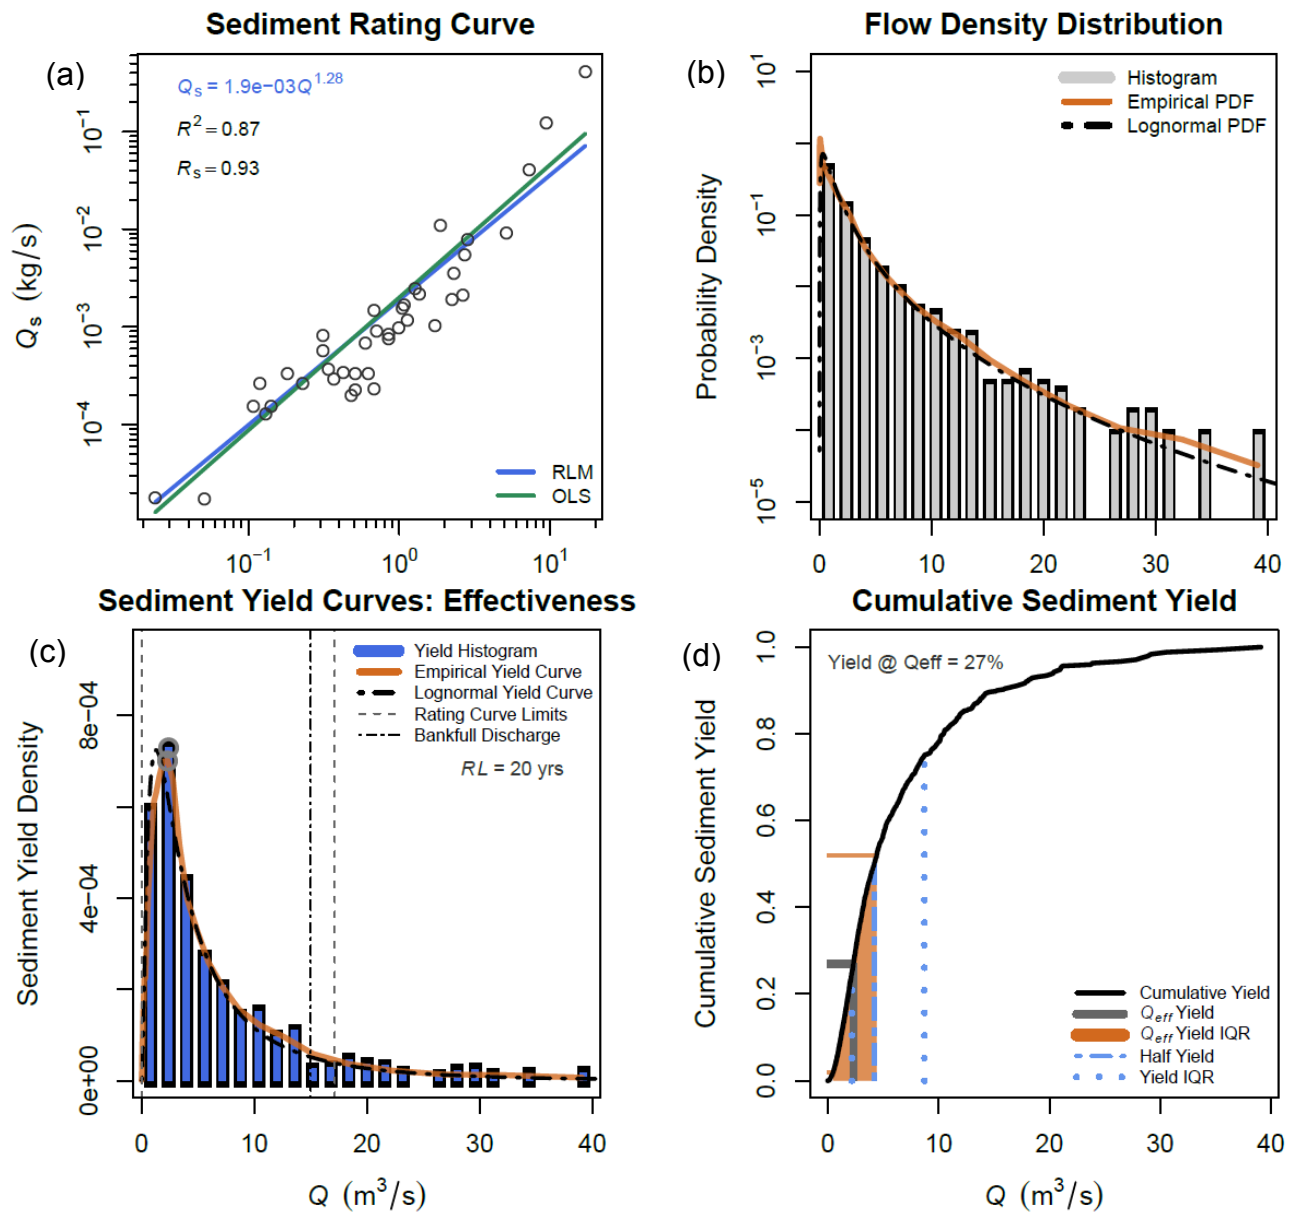 Sediment Rating Curve
(a)
Qs = 1.9e−03Q^1.28
R² = 0.87
Rs = 0.93
RLM
OLS
Qs (kg/s)
10⁻¹
10⁻²
10⁻³
10⁻⁴
10⁻¹ 10⁰ 10¹
Flow Density Distribution
(b)
Histogram
Empirical PDF
Lognormal PDF
Probability Density
10¹
10⁻¹
10⁻³
10⁻⁵
0 10 20 30 40
Sediment Yield Curves: Effectiveness
(c)
Yield Histogram
Empirical Yield Curve
Lognormal Yield Curve
Rating Curve Limits
Bankfull Discharge
RL = 20 yrs
Sediment Yield Density
8e−04
4e−04
0e+00
0 10 20 30 40
Q (m³/s)
Cumulative Sediment Yield
(d)
Yield @ Qeff = 27%
Cumulative Yield
Qeff Yield
Qeff Yield IQR
Half Yield
Yield IQR
Cumulative Sediment Yield
1.0
0.8
0.6
0.4
0.2
0.0
0 10 20 30 40
Q (m³/s)